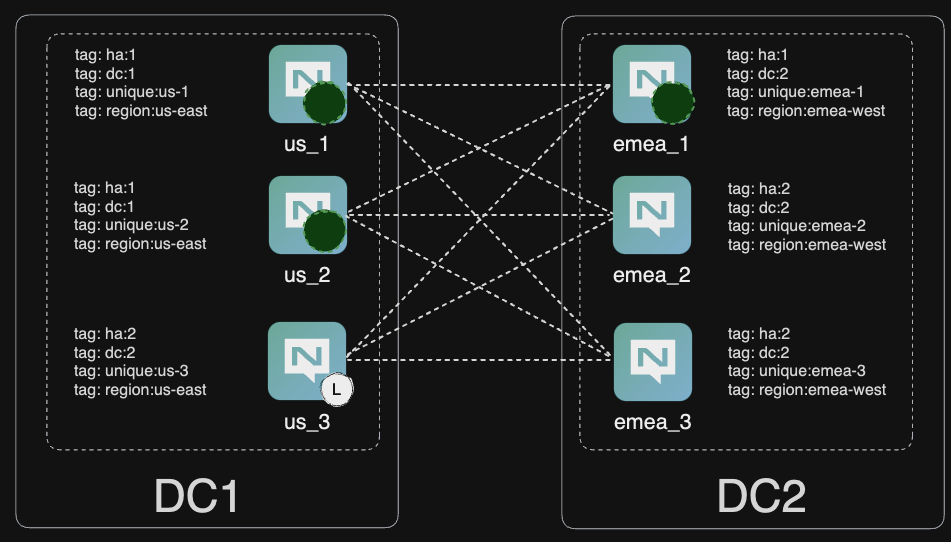 tag: ha:1
tag: dc:1
tag: unique:us-1
tag: region:us-east
us_1
tag: ha:1
tag: dc:1
tag: unique:us-2
tag: region:us-east
us_2
tag: ha:2
tag: dc:2
tag: unique:us-3
tag: region:us-east
N
L
us_3
DC1
N
emea_1
tag: ha:1
tag: dc:2
tag: unique:emea-1
tag: region:emea-west
N
emea_2
tag: ha:2
tag: dc:2
tag: unique:emea-2
tag: region:emea-west
N
emea_3
tag: ha:2
tag: dc:2
tag: unique:emea-3
tag: region:emea-west
DC2